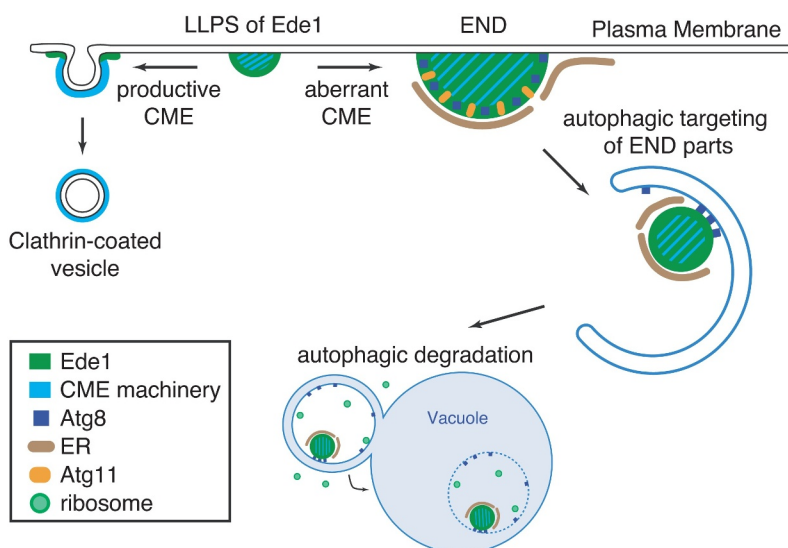 LLPS of Ede1
END
Plasma Membrane
productive
CME
aberrant
CME
autophagic targeting
of END parts
Clathrin-coated
vesicle
autophagic degradation
Vacuole
Ede1
CME machinery
Atg8
ER
Atg11
ribosome